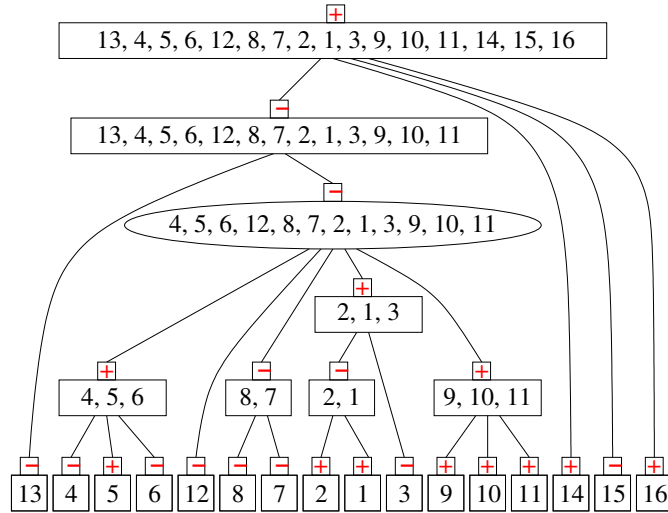 +
13, 4, 5, 6, 12, 8, 7, 2, 1, 3, 9, 10, 11, 14, 15, 16
−
13, 4, 5, 6, 12, 8, 7, 2, 1, 3, 9, 10, 11
−
4, 5, 6, 12, 8, 7, 2, 1, 3, 9, 10, 11
+
2, 1, 3
+ − − +
4, 5, 6 8, 7 2, 1 9, 10, 11
− − + − − − − + + − + + + + − +
13 4 5 6 12 8 7 2 1 3 9 10 11 14 15 16